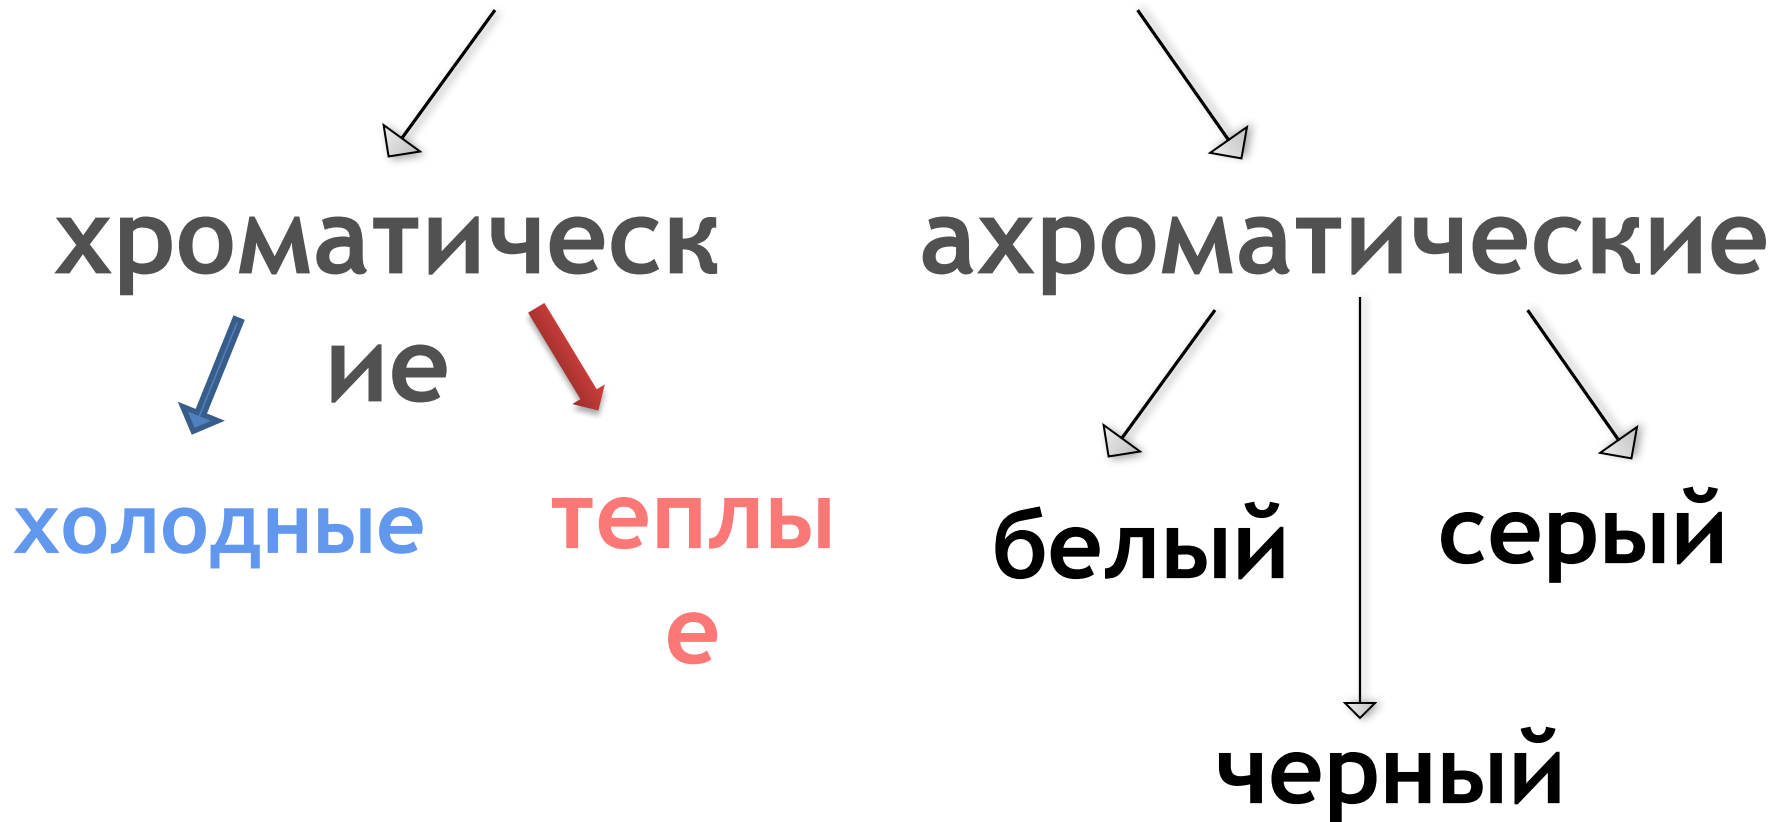 хроматическ
ие
ахроматические
холодные
теплы
е
белый
серый
черный